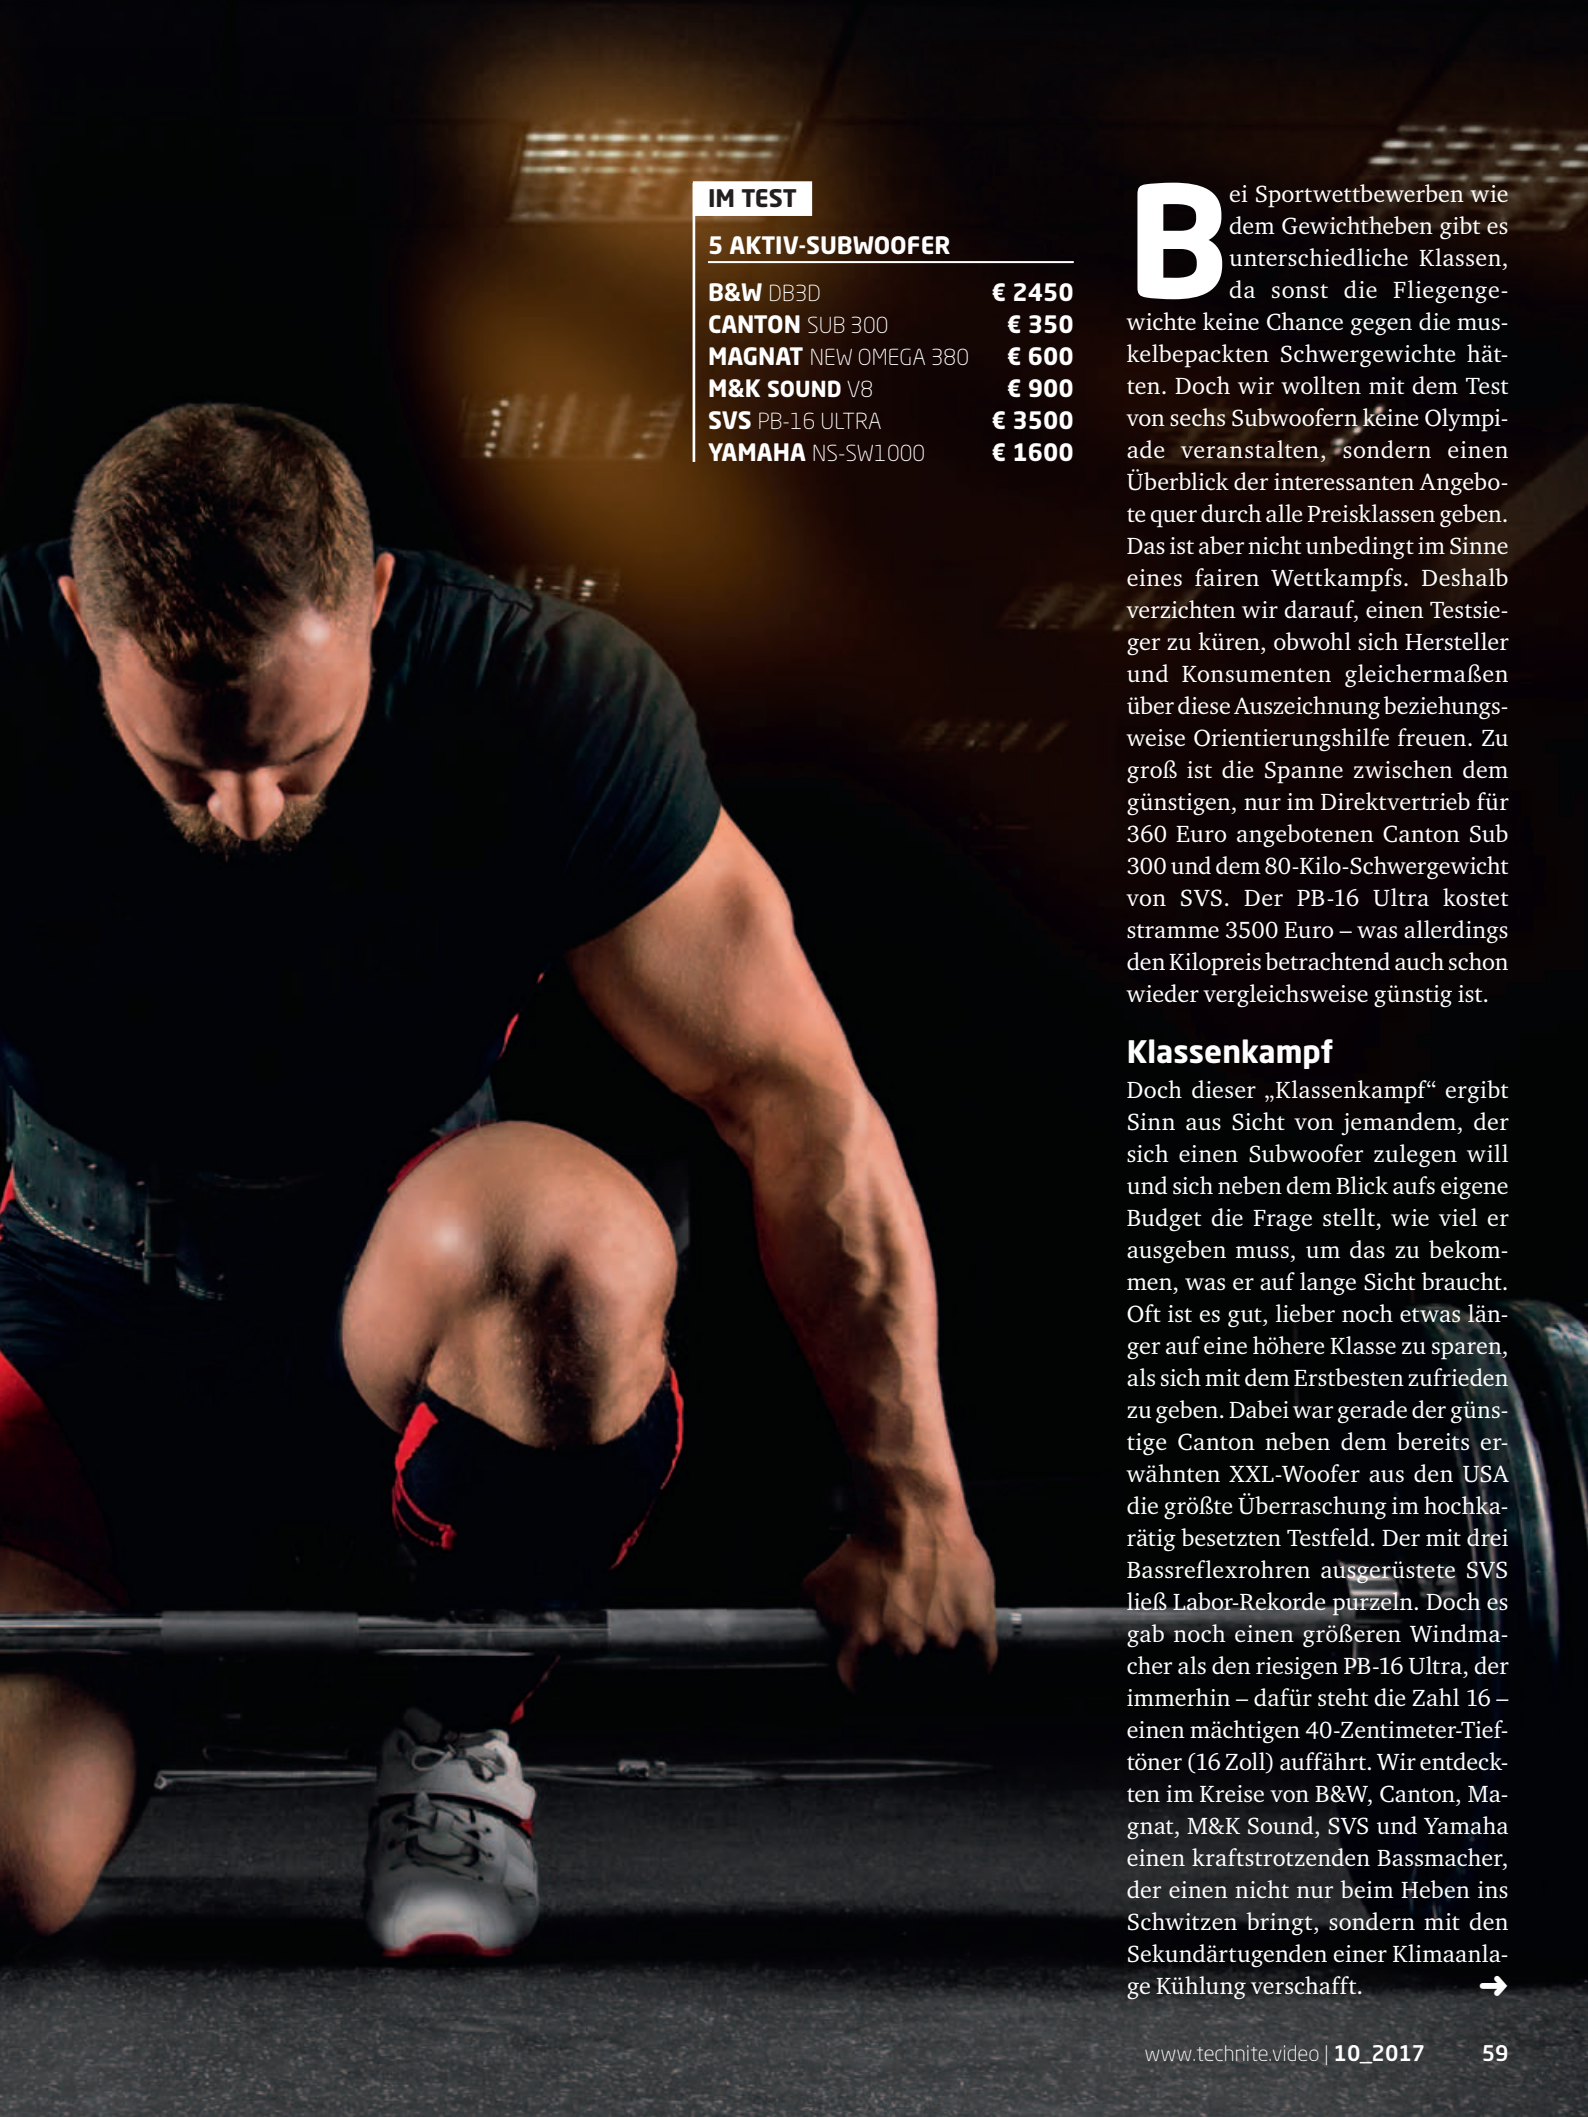 IM TEST
5 AKTIV-SUBWOOFER
B&W DB3D € 2450
CANTON SUB 300 € 350
MAGNAT NEW OMEGA 380 € 600
M&K SOUND V8 € 900
SVS PB-16 ULTRA € 3500
YAMAHA NS-SW1000 € 1600
Bei Sportwettbewerben wie
dem Gewichtheben gibt es
unterschiedliche Klassen,
da sonst die Fliegenge-
wichte keine Chance gegen die mus-
kelbepackten Schwergewichte hät-
ten. Doch wir wollten mit dem Test
von sechs Subwoofern keine Olympi-
ade veranstalten, sondern einen
Überblick der interessanten Angebo-
te quer durch alle Preisklassen geben.
Das ist aber nicht unbedingt im Sinne
eines fairen Wettkampfs. Deshalb
verzichten wir darauf, einen Testsie-
ger zu küren, obwohl sich Hersteller
und Konsumenten gleichermaßen
über diese Auszeichnung beziehungs-
weise Orientierungshilfe freuen. Zu
groß ist die Spanne zwischen dem
günstigen, nur im Direktvertrieb für
360 Euro angebotenen Canton Sub
300 und dem 80-Kilo-Schwergewicht
von SVS. Der PB-16 Ultra kostet
stramme 3500 Euro – was allerdings
den Kilopreis betrachtend auch schon
wieder vergleichsweise günstig ist.
Klassenkampf
Doch dieser „Klassenkampf“ ergibt
Sinn aus Sicht von jemandem, der
sich einen Subwoofer zulegen will
und sich neben dem Blick aufs eigene
Budget die Frage stellt, wie viel er
ausgeben muss, um das zu bekom-
men, was er auf lange Sicht braucht.
Oft ist es gut, lieber noch etwas län-
ger auf eine höhere Klasse zu sparen,
als sich mit dem Erstbesten zufrieden
zu geben. Dabei war gerade der güns-
tige Canton neben dem bereits er-
wähnten XXL-Woofer aus den USA
die größte Überraschung im hochka-
rätig besetzten Testfeld. Der mit drei
Bassreflexrohren ausgerüstete SVS
ließ Labor-Rekorde purzeln. Doch es
gab noch einen größeren Windma-
cher als den riesigen PB-16 Ultra, der
immerhin – dafür steht die Zahl 16 –
einen mächtigen 40-Zentimeter-Tief-
töner (16 Zoll) auffährt. Wir entdeck-
ten im Kreise von B&W, Canton, Ma-
gnat, M&K Sound, SVS und Yamaha
einen kraftstrotzenden Bassmacher,
der einen nicht nur beim Heben ins
Schwitzen bringt, sondern mit den
Sekundärtugenden einer Klimaanla-
ge Kühlung verschafft. ➜
www.technite.video | 10_2017 59